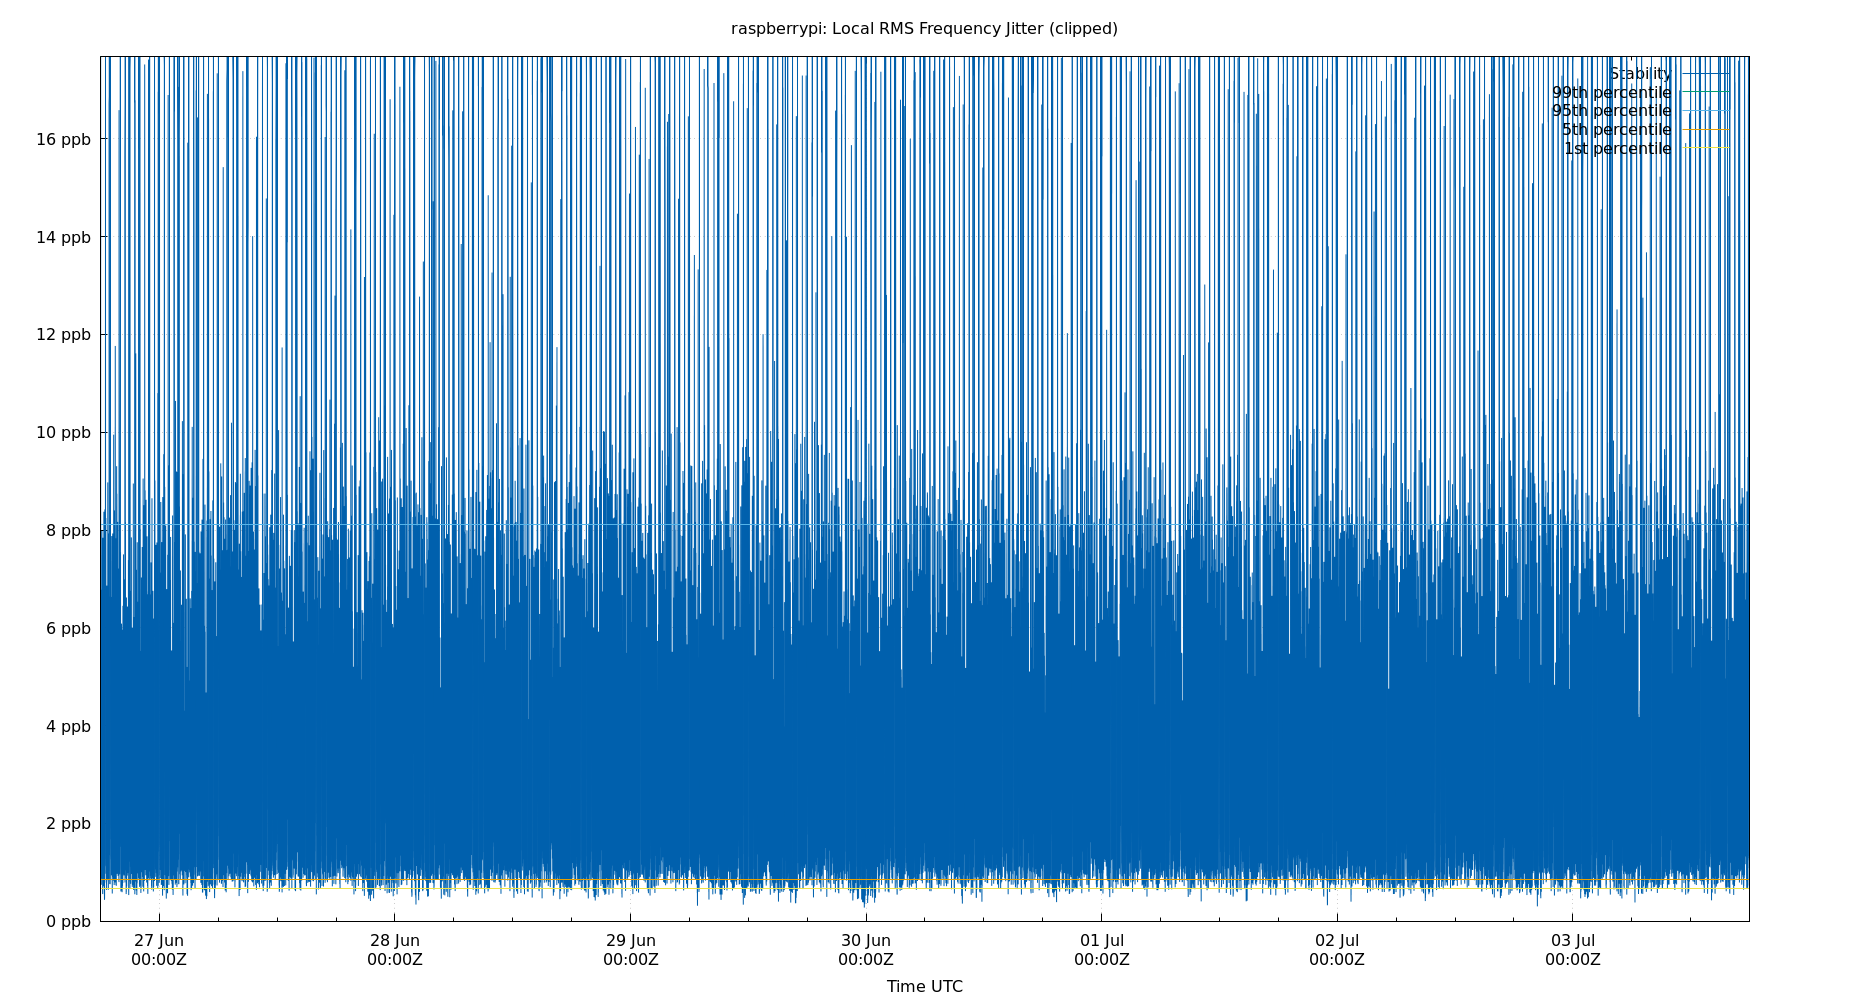 raspberrypi: Local RMS Frequency Jitter (clipped)
Stability
99th percentile
95th percentile
5th percentile
1st percentile
16 ppb
14 ppb
12 ppb
10 ppb
8 ppb
6 ppb
4 ppb
2 ppb
0 ppb
27 Jun 28 Jun 29 Jun 30 Jun 01 Jul 02 Jul 03 Jul
00:00Z 00:00Z 00:00Z 00:00Z 00:00Z 00:00Z 00:00Z
Time UTC